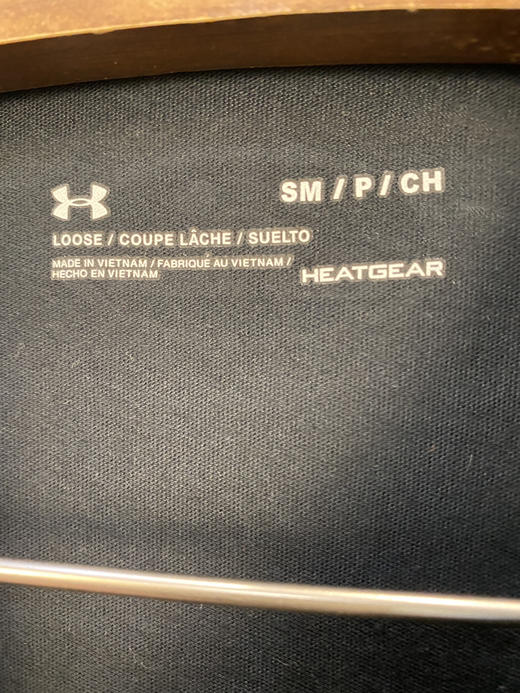 SM / P / CH
LOOSE / COUPE LÂCHE / SUELTO
MADE IN VIETNAM / FABRIQUÉ AU VIETNAM /
HECHO EN VIETNAM
HEATGEAR